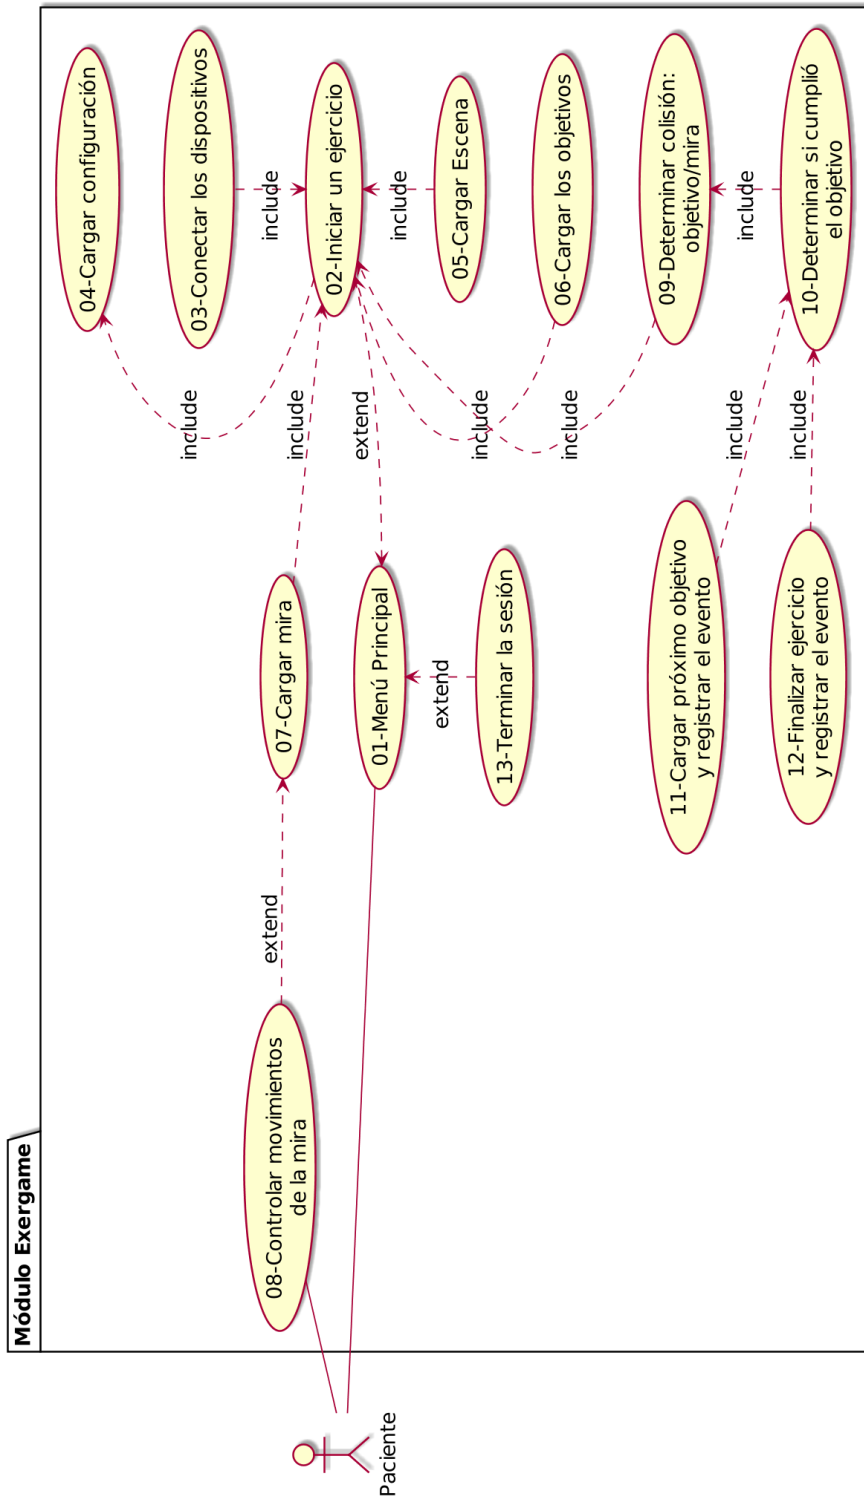 Módulo Exergame
04-Cargar configuración
03-Conectar los dispositivos
include
include
02-Iniciar un ejercicio
include
07-Cargar mira
extend
08-Controlar movimientos
de la mira
Paciente
extend
include
05-Cargar Escena
01-Menú Principal
extend
13-Terminar la sesión
include
06-Cargar los objetivos
include
09-Determinar colisión:
objetivo/mira
include
10-Determinar si cumplió
el objetivo
include
11-Cargar próximo objetivo
y registrar el evento
include
12-Finalizar ejercicio
y registrar el evento